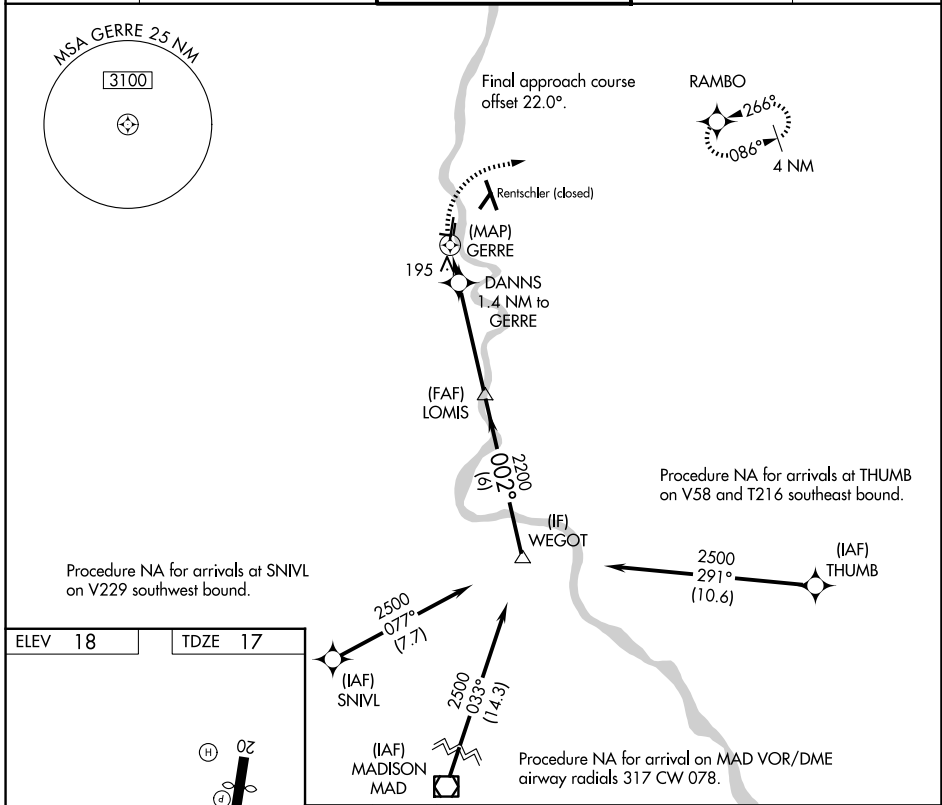 MSA GERRE 25 NM
3100
Final approach course
offset 22.0°.
RAMBO
266°
086°
4 NM
Rentschler (closed)
(MAP)
GERRE
195
DANNS
1.4 NM to
GERRE
(FAF)
LOMIS
2200
002°
(6)
(IF)
WEGOT
Procedure NA for arrivals at THUMB
on V58 and T216 southeast bound.
2500
291°
(10.6)
(IAF)
THUMB
Procedure NA for arrivals at SNIVL
on V229 southwest bound.
2500
077°
(7.7)
(IAF)
SNIVL
2500
033°
(14.3)
(IAF)
MADISON
MAD
Procedure NA for arrival on MAD VOR/DME
airway radials 317 CW 078.
ELEV 18
TDZE 17
H
20
P